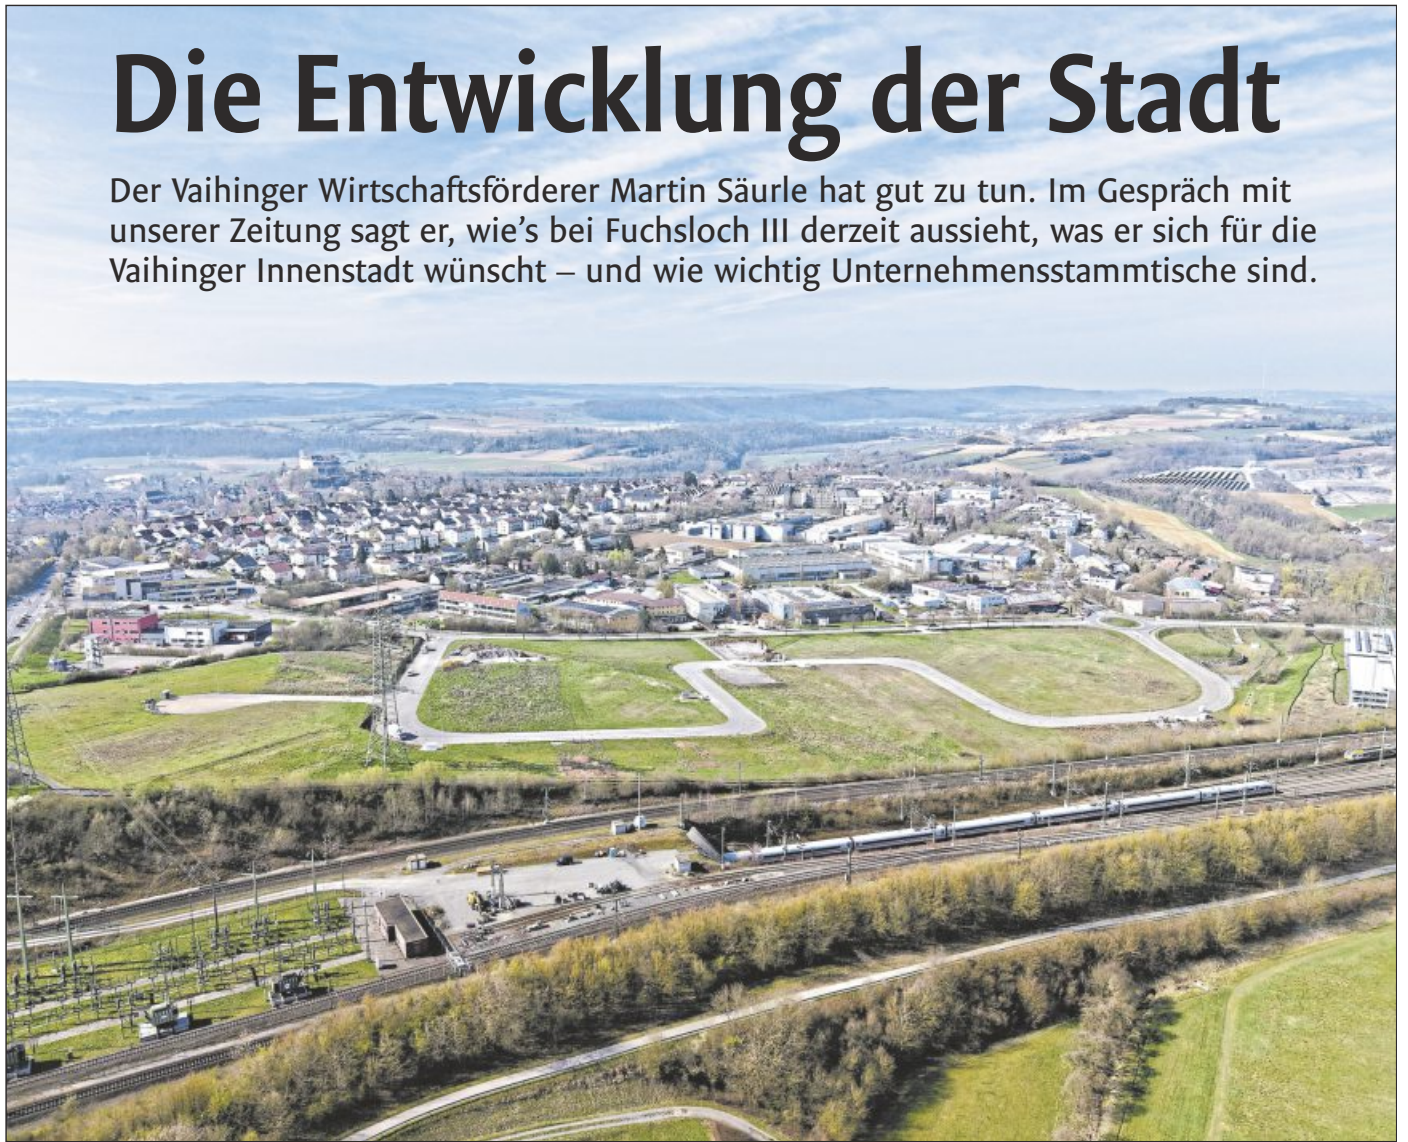 Die Entwicklung der Stadt
Der Vaihinger Wirtschaftsförderer Martin Säurle hat gut zu tun. Im Gespräch mit
unserer Zeitung sagt er, wie’s bei Fuchsloch III derzeit aussieht, was er sich für die
Vaihinger Innenstadt wünscht – und wie wichtig Unternehmensstammtische sind.